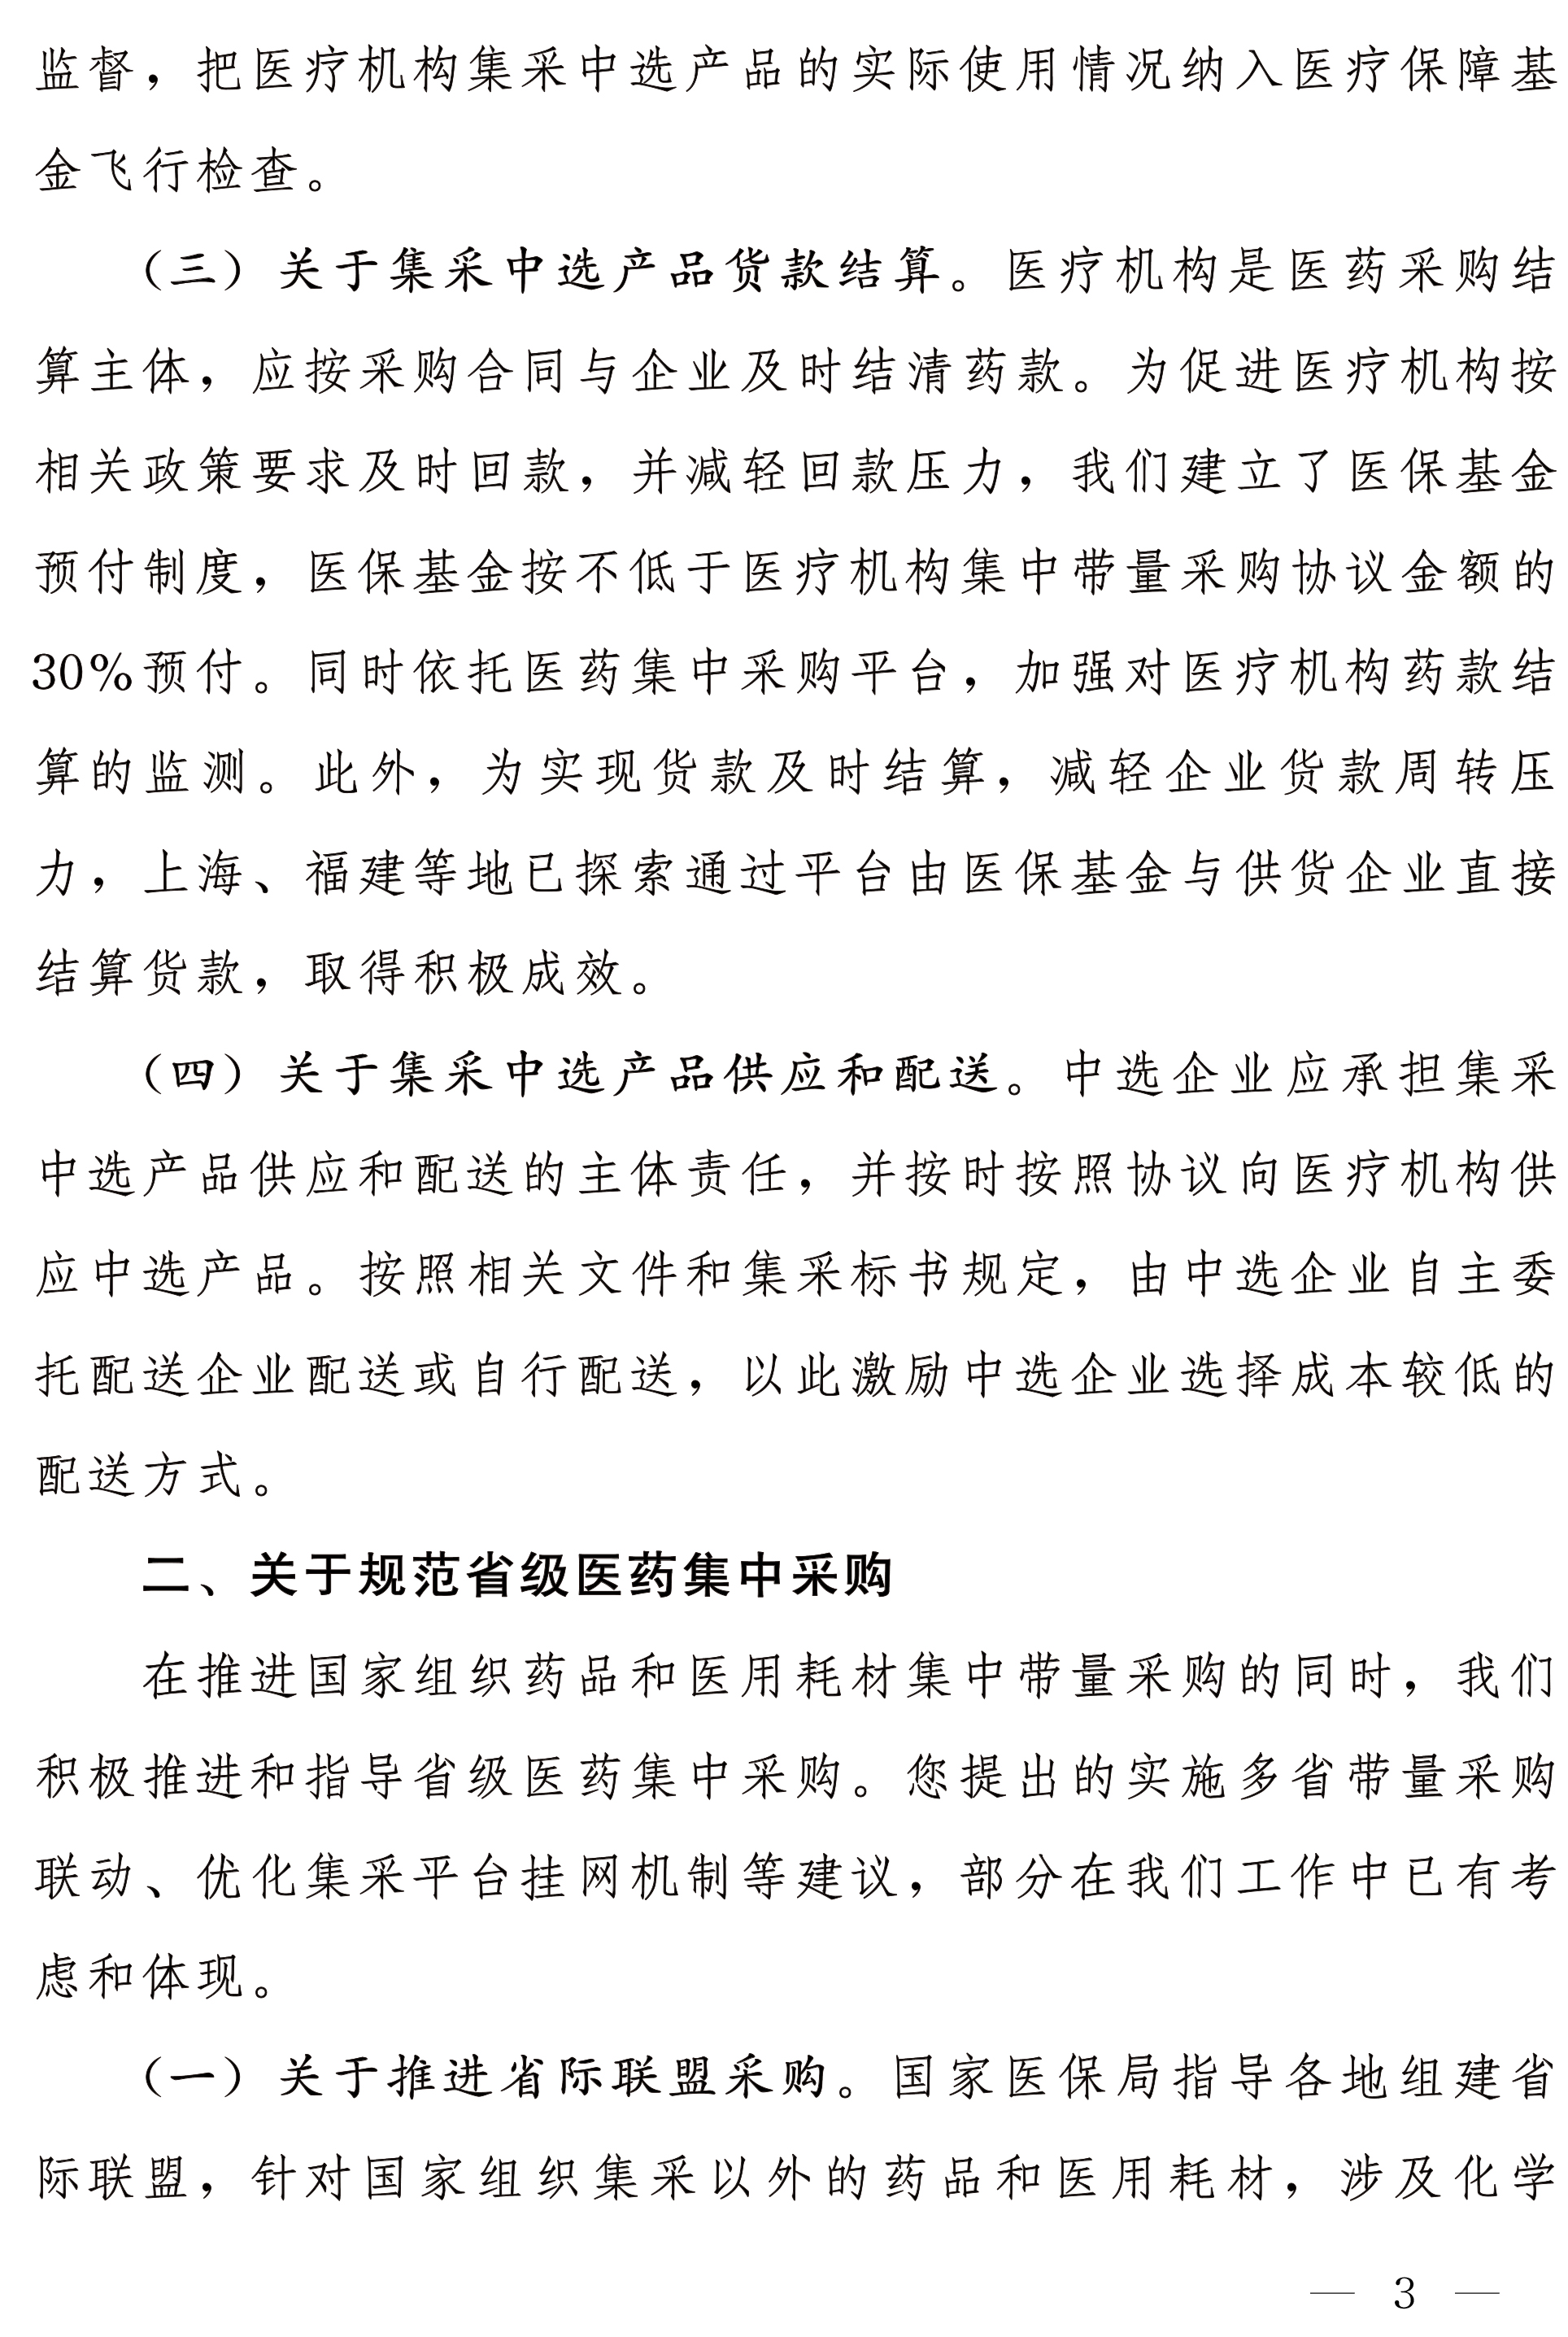 监督，把医疗机构集采中选产品的实际使用情况纳入医疗保障基
金飞行检查。
（三）关于集采中选产品货款结算。医疗机构是医药采购结
算主体，应按采购合同与企业及时结清药款。为促进医疗机构按
相关政策要求及时回款，并减轻回款压力，我们建立了医保基金
预付制度，医保基金按不低于医疗机构集中带量采购协议金额的
30%预付。同时依托医药集中采购平台，加强对医疗机构药款结
算的监测。此外，为实现货款及时结算，减轻企业货款周转压
力，上海、福建等地已探索通过平台由医保基金与供货企业直接
结算货款，取得积极成效。
（四）关于集采中选产品供应和配送。中选企业应承担集采
中选产品供应和配送的主体责任，并按时按照协议向医疗机构供
应中选产品。按照相关文件和集采标书规定，由中选企业自主委
托配送企业配送或自行配送，以此激励中选企业选择成本较低的
配送方式。
二、关于规范省级医药集中采购
在推进国家组织药品和医用耗材集中带量采购的同时，我们
积极推进和指导省级医药集中采购。您提出的实施多省带量采购
联动、优化集采平台挂网机制等建议，部分在我们工作中已有考
虑和体现。
（一）关于推进省际联盟采购。国家医保局指导各地组建省
际联盟，针对国家组织集采以外的药品和医用耗材，涉及化学
— 3 —